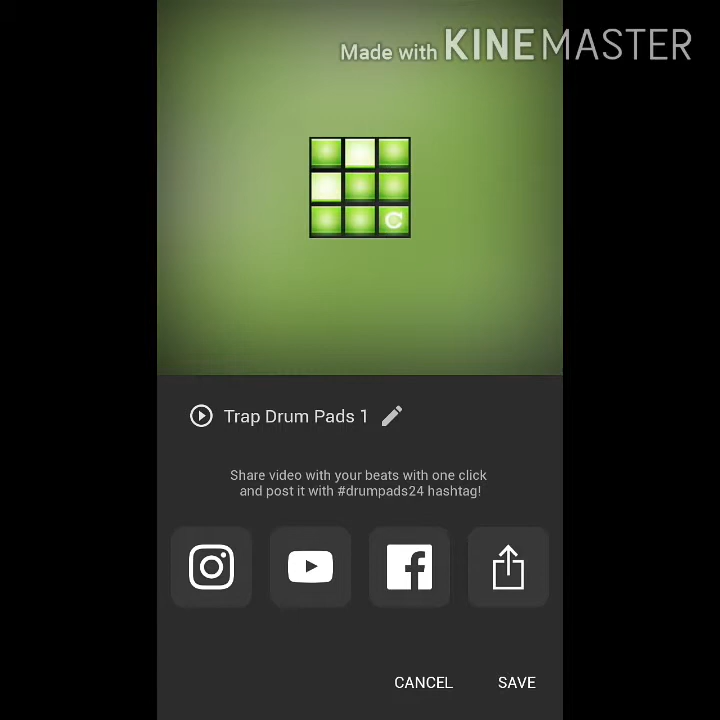 Made with KINEMASTER
Trap Drum Pads 1
Share video with your beats with one click
and post it with #drumpads24 hashtag!
CANCEL SAVE